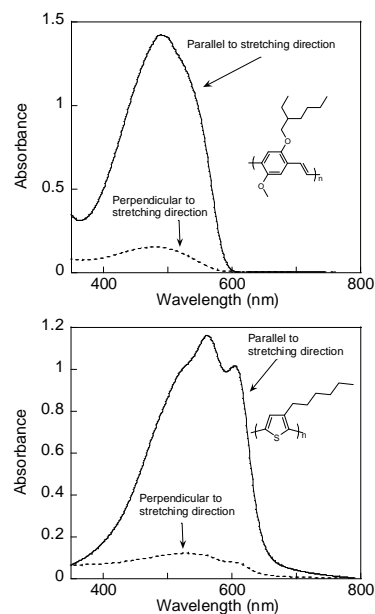 1.5
Parallel to stretching direction
1
O
O
n
Absorbance
Perpendicular to
stretching direction
0.5
0
400
500
600
800
Wavelength (nm)
1.2
Parallel to
stretching direction
1
0.8
S
n
Absorbance
0.6
0.4
Perpendicular to
stretching direction
0.2
0
400
500
600
800
Wavelength (nm)